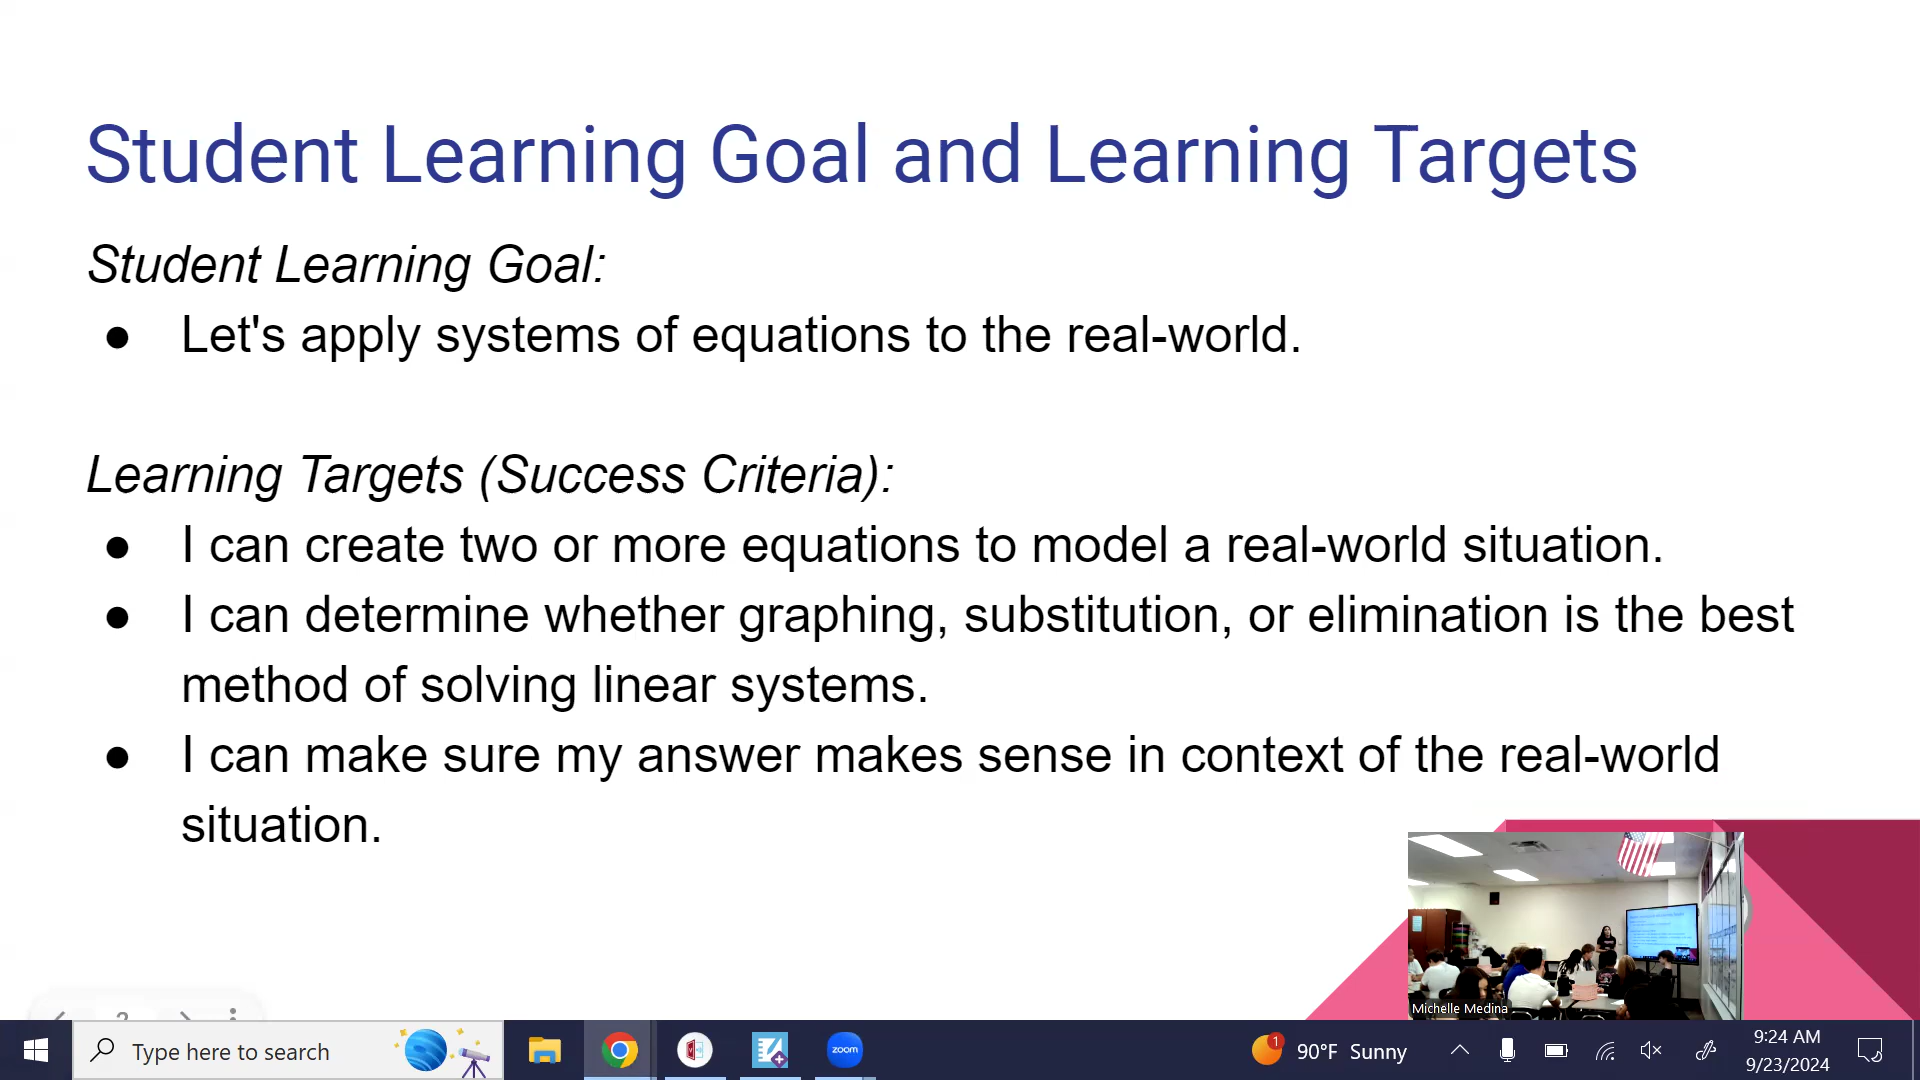 Student Learning Goal and Learning Targets
Student Learning Goal:
● Let's apply systems of equations to the real-world.
Learning Targets (Success Criteria):
● I can create two or more equations to model a real-world situation.
● I can determine whether graphing, substitution, or elimination is the best
method of solving linear systems.
● I can make sure my answer makes sense in context of the real-world
situation.
Michelle Medina
Type here to search
zoom
1
90°F Sunny
9:24 AM
9/23/2024